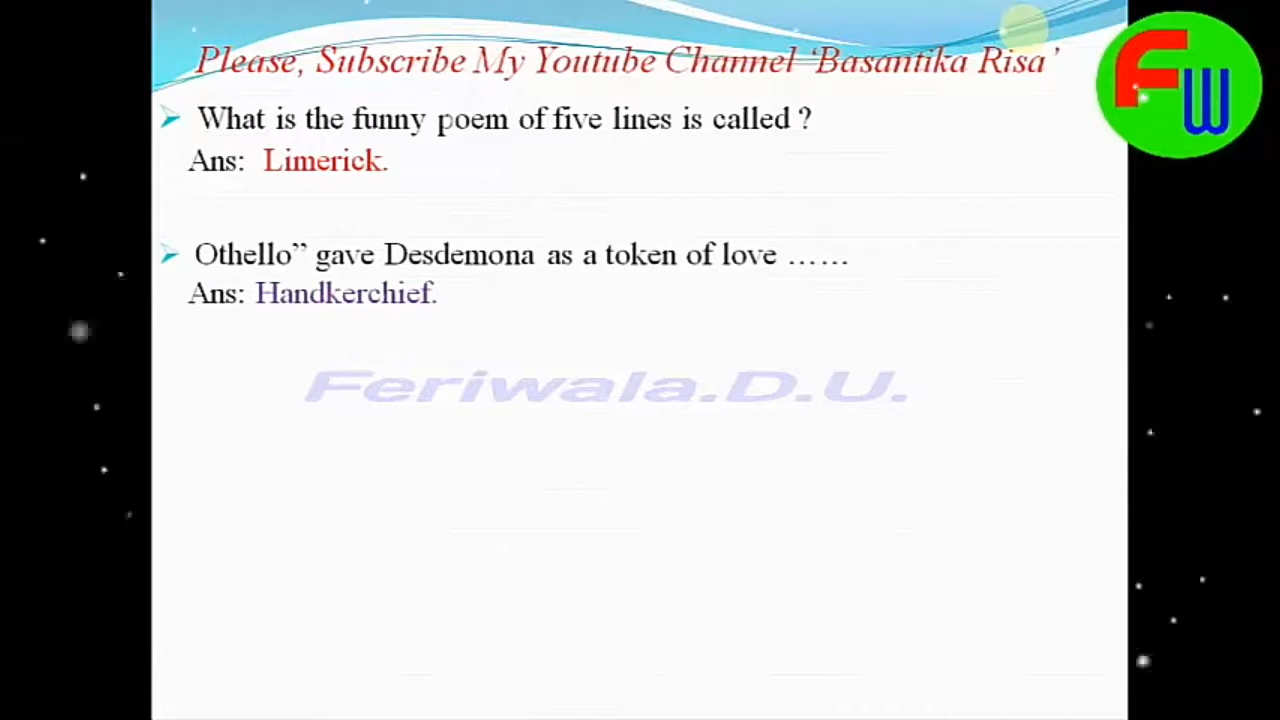 Please, Subscribe My Youtube Channel ‘Basantika Risa’
FW
What is the funny poem of five lines is called ?
Ans: Limerick.
Othello” gave Desdemona as a token of love ……
Ans: Handkerchief.
Feriwala.D.U.